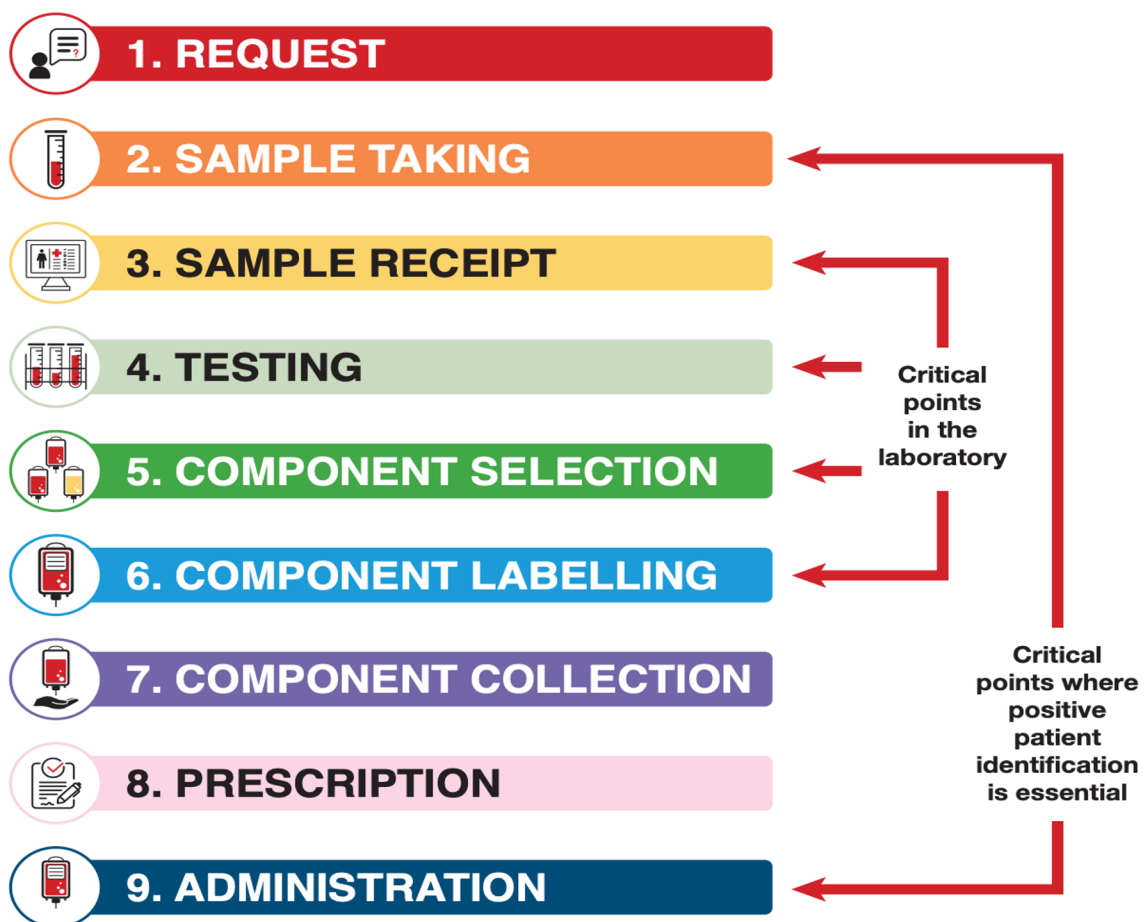 ?
1. REQUEST
2. SAMPLE TAKING
3. SAMPLE RECEIPT
4. TESTING
5. COMPONENT SELECTION
6. COMPONENT LABELLING
7. COMPONENT COLLECTION
8. PRESCRIPTION
9. ADMINISTRATION
Critical
points
in the
laboratory
Critical
points where
positive
patient
identification
is essential